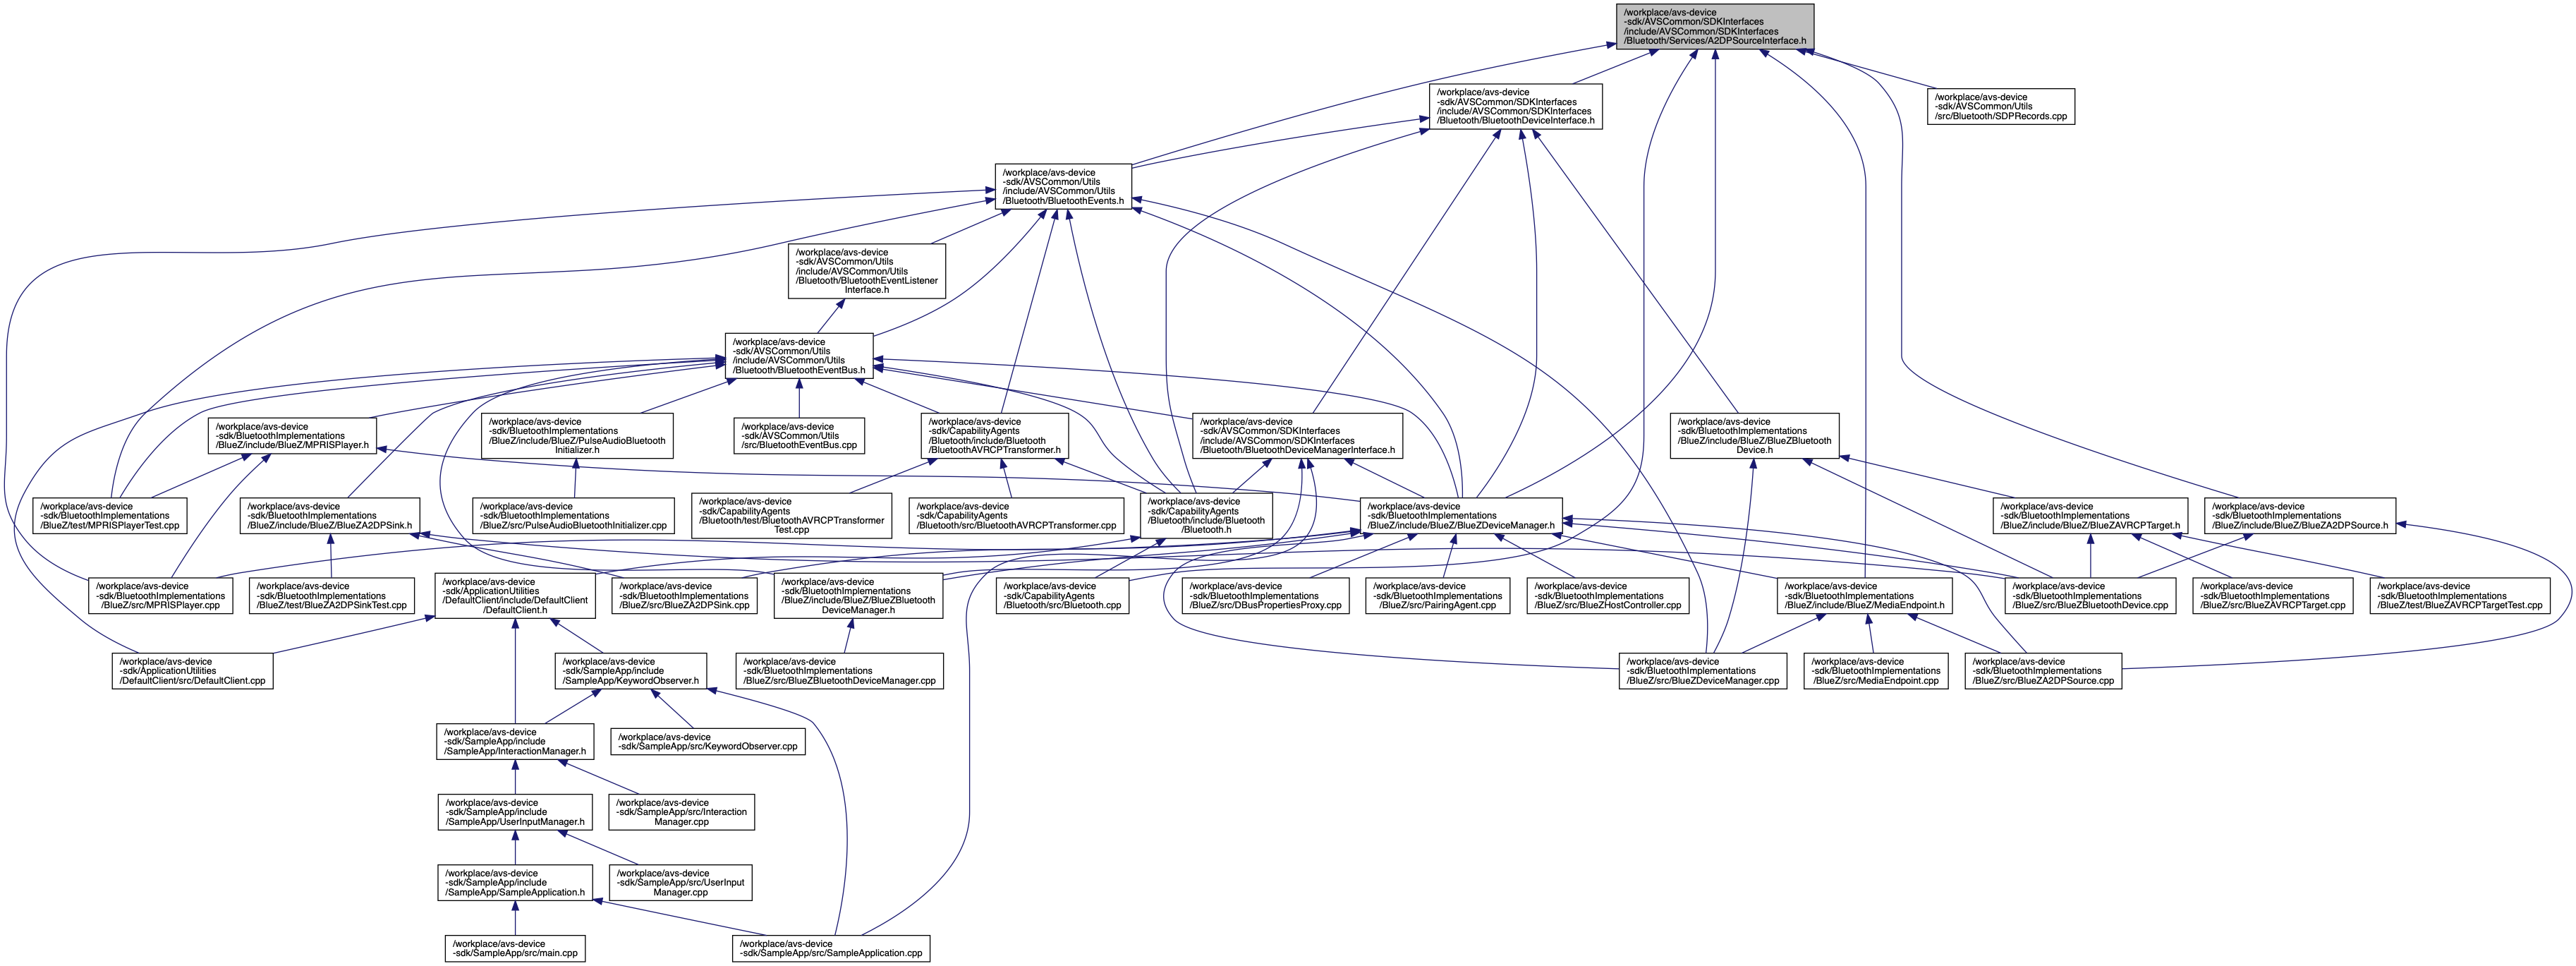 /workplace/avs-device
-sdk/AVSCommon/SDKInterfaces
/include/AVSCommon/SDKInterfaces
/Bluetooth/Services/A2DPSourceInterface.h
/workplace/avs-device
-sdk/AVSCommon/SDKInterfaces
/include/AVSCommon/SDKInterfaces
/Bluetooth/BluetoothDeviceInterface.h
/workplace/avs-device
-sdk/AVSCommon/Utils
/src/Bluetooth/SDPRecords.cpp
/workplace/avs-device
-sdk/AVSCommon/Utils
/include/AVSCommon/Utils
/Bluetooth/BluetoothEvents.h
/workplace/avs-device
-sdk/AVSCommon/Utils
/include/AVSCommon/Utils
/Bluetooth/BluetoothEventListener
Interface.h
/workplace/avs-device
-sdk/AVSCommon/Utils
/include/AVSCommon/Utils
/Bluetooth/BluetoothEventBus.h
/workplace/avs-device
-sdk/BluetoothImplementations
/BlueZ/include/BlueZ/MPRISPlayer.h
/workplace/avs-device
-sdk/BluetoothImplementations
/BlueZ/include/BlueZ/PulseAudioBluetooth
Initializer.h
/workplace/avs-device
-sdk/AVSCommon/Utils
/src/BluetoothEventBus.cpp
/workplace/avs-device
-sdk/CapabilityAgents
/Bluetooth/include/Bluetooth
/BluetoothAVRCPTransformer.h
/workplace/avs-device
-sdk/AVSCommon/SDKInterfaces
/include/AVSCommon/SDKInterfaces
/Bluetooth/BluetoothDeviceManagerInterface.h
/workplace/avs-device
-sdk/BluetoothImplementations
/BlueZ/include/BlueZ/BlueZBluetooth
Device.h
/workplace/avs-device
-sdk/BluetoothImplementations
/BlueZ/test/MPRISPlayerTest.cpp
/workplace/avs-device
-sdk/BluetoothImplementations
/BlueZ/include/BlueZ/BlueZA2DPSink.h
/workplace/avs-device
-sdk/BluetoothImplementations
/BlueZ/src/PulseAudioBluetoothInitializer.cpp
/workplace/avs-device
-sdk/CapabilityAgents
/Bluetooth/test/BluetoothAVRCPTransformer
Test.cpp
/workplace/avs-device
-sdk/CapabilityAgents
/Bluetooth/src/BluetoothAVRCPTransformer.cpp
/workplace/avs-device
-sdk/CapabilityAgents
/Bluetooth/include/Bluetooth
/Bluetooth.h
/workplace/avs-device
-sdk/BluetoothImplementations
/BlueZ/include/BlueZ/BlueZDeviceManager.h
/workplace/avs-device
-sdk/BluetoothImplementations
/BlueZ/include/BlueZ/BlueZAVRCPTarget.h
/workplace/avs-device
-sdk/BluetoothImplementations
/BlueZ/include/BlueZ/BlueZA2DPSource.h
/workplace/avs-device
-sdk/BluetoothImplementations
/BlueZ/src/MPRISPlayer.cpp
/workplace/avs-device
-sdk/BluetoothImplementations
/BlueZ/test/BlueZA2DPSinkTest.cpp
/workplace/avs-device
-sdk/ApplicationUtilities
/DefaultClient/include/DefaultClient
/DefaultClient.h
/workplace/avs-device
-sdk/BluetoothImplementations
/BlueZ/src/BlueZA2DPSink.cpp
/workplace/avs-device
-sdk/BluetoothImplementations
/BlueZ/include/BlueZ/BlueZBluetooth
DeviceManager.h
/workplace/avs-device
-sdk/CapabilityAgents
/Bluetooth/src/Bluetooth.cpp
/workplace/avs-device
-sdk/BluetoothImplementations
/BlueZ/src/DBusPropertiesProxy.cpp
/workplace/avs-device
-sdk/BluetoothImplementations
/BlueZ/src/PairingAgent.cpp
/workplace/avs-device
-sdk/BluetoothImplementations
/BlueZ/src/BlueZHostController.cpp
/workplace/avs-device
-sdk/BluetoothImplementations
/BlueZ/include/BlueZ/MediaEndpoint.h
/workplace/avs-device
-sdk/BluetoothImplementations
/BlueZ/src/BlueZBluetoothDevice.cpp
/workplace/avs-device
-sdk/BluetoothImplementations
/BlueZ/src/BlueZAVRCPTarget.cpp
/workplace/avs-device
-sdk/BluetoothImplementations
/BlueZ/test/BlueZAVRCPTargetTest.cpp
/workplace/avs-device
-sdk/ApplicationUtilities
/DefaultClient/src/DefaultClient.cpp
/workplace/avs-device
-sdk/SampleApp/include
/SampleApp/KeywordObserver.h
/workplace/avs-device
-sdk/BluetoothImplementations
/BlueZ/src/BlueZBluetoothDeviceManager.cpp
/workplace/avs-device
-sdk/BluetoothImplementations
/BlueZ/src/BlueZDeviceManager.cpp
/workplace/avs-device
-sdk/BluetoothImplementations
/BlueZ/src/MediaEndpoint.cpp
/workplace/avs-device
-sdk/BluetoothImplementations
/BlueZ/src/BlueZA2DPSource.cpp
/workplace/avs-device
-sdk/SampleApp/include
/SampleApp/InteractionManager.h
/workplace/avs-device
-sdk/SampleApp/src/KeywordObserver.cpp
/workplace/avs-device
-sdk/SampleApp/include
/SampleApp/UserInputManager.h
/workplace/avs-device
-sdk/SampleApp/src/Interaction
Manager.cpp
/workplace/avs-device
-sdk/SampleApp/include
/SampleApp/SampleApplication.h
/workplace/avs-device
-sdk/SampleApp/src/UserInput
Manager.cpp
/workplace/avs-device
-sdk/SampleApp/src/main.cpp
/workplace/avs-device
-sdk/SampleApp/src/SampleApplication.cpp